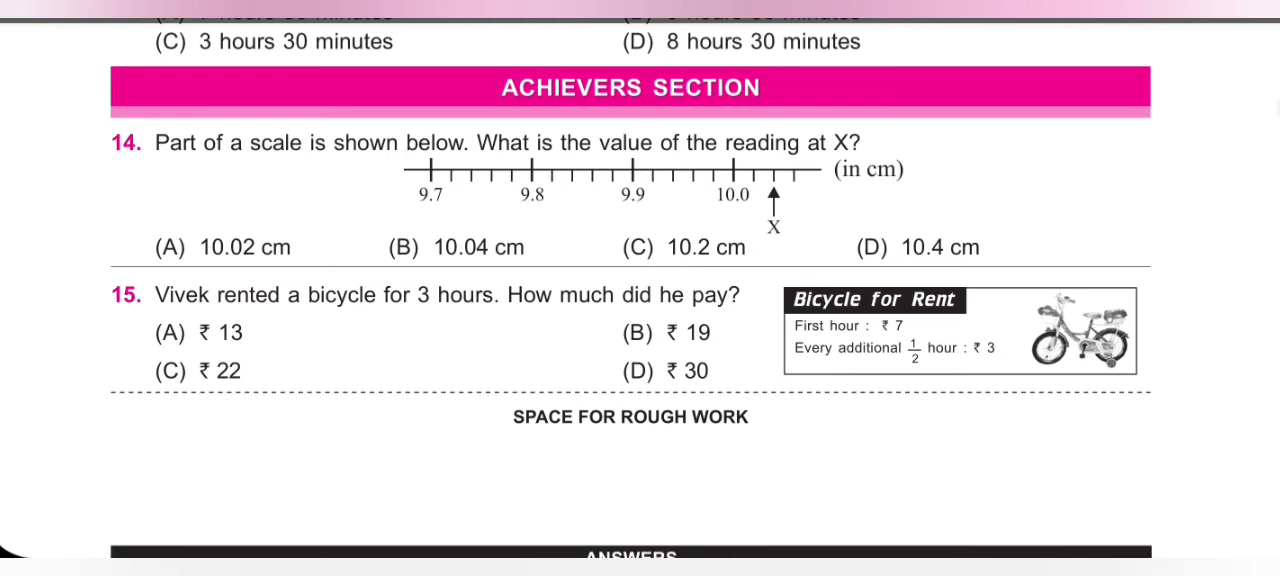 (C) 3 hours 30 minutes (D) 8 hours 30 minutes
ACHIEVERS SECTION
14. Part of a scale is shown below. What is the value of the reading at X?
(in cm)
9.7 9.8 9.9 10.0
X
(A) 10.02 cm (B) 10.04 cm (C) 10.2 cm (D) 10.4 cm
15. Vivek rented a bicycle for 3 hours. How much did he pay?
(A) ₹ 13 (B) ₹ 19
(C) ₹ 22 (D) ₹ 30
Bicycle for Rent
First hour : ₹ 7
Every additional 1/2 hour : ₹ 3
SPACE FOR ROUGH WORK
ANSWERS